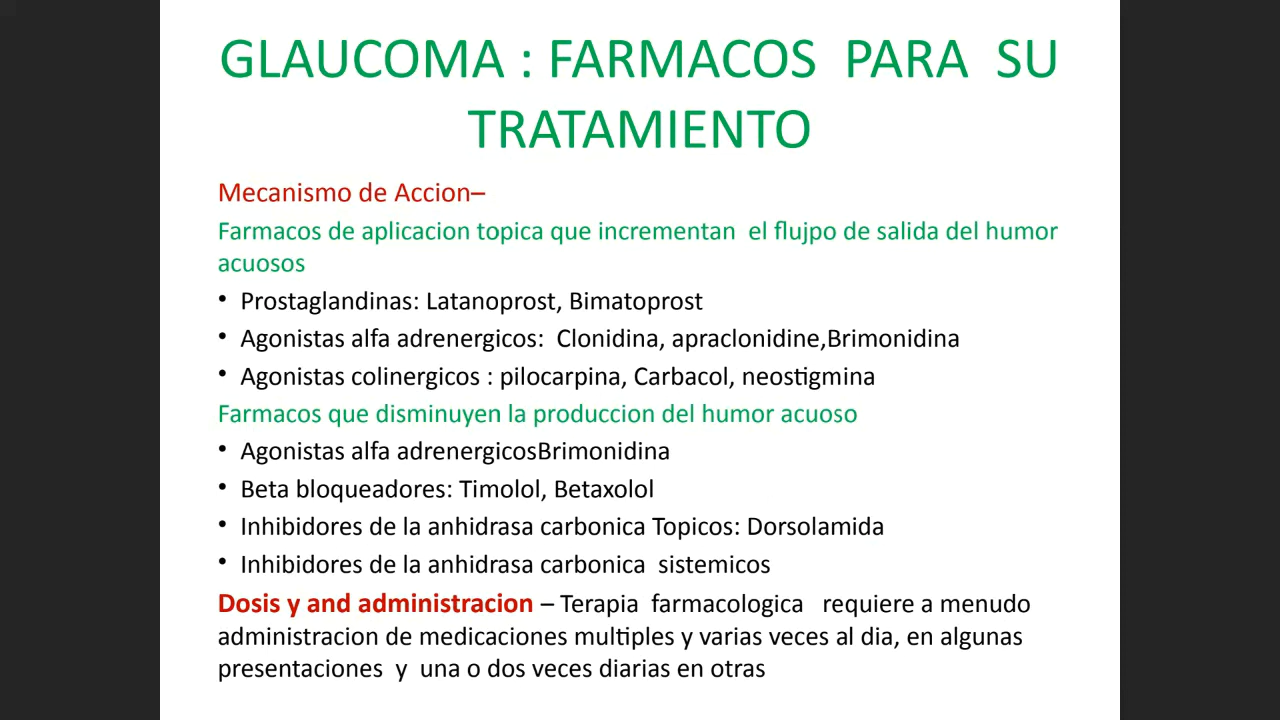 GLAUCOMA : FARMACOS PARA SU
TRATAMIENTO
Mecanismo de Accion–
Farmacos de aplicacion topica que incrementan el flujpo de salida del humor
acuosos
• Prostaglandinas: Latanoprost, Bimatoprost
• Agonistas alfa adrenergicos: Clonidina, apraclonidine,Brimonidina
• Agonistas colinergicos : pilocarpina, Carbacol, neostigmina
Farmacos que disminuyen la produccion del humor acuoso
• Agonistas alfa adrenergicosBrimonidina
• Beta bloqueadores: Timolol, Betaxolol
• Inhibidores de la anhidrasa carbonica Topicos: Dorsolamida
• Inhibidores de la anhidrasa carbonica sistemicos
Dosis y and administracion – Terapia farmacologica requiere a menudo
administracion de medicaciones multiples y varias veces al dia, en algunas
presentaciones y una o dos veces diarias en otras